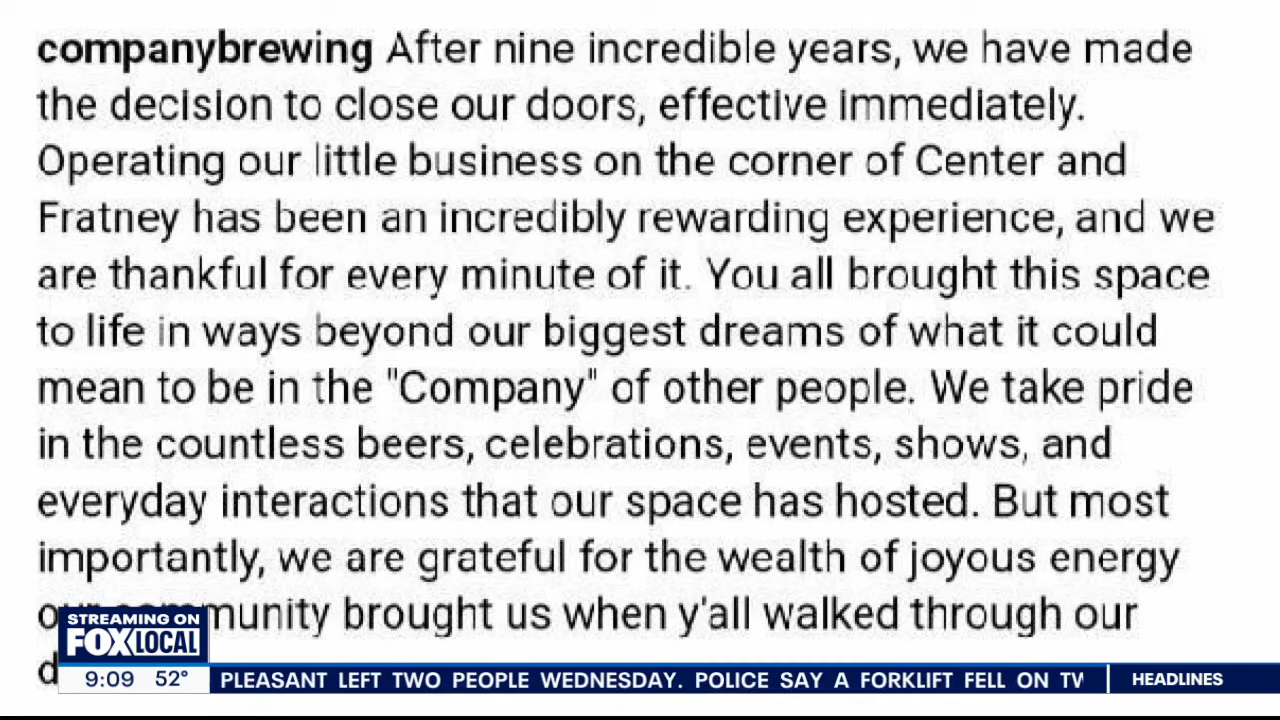 companybrewing After nine incredible years, we have made
the decision to close our doors, effective immediately.
Operating our little business on the corner of Center and
Fratney has been an incredibly rewarding experience, and we
are thankful for every minute of it. You all brought this space
to life in ways beyond our biggest dreams of what it could
mean to be in the "Company" of other people. We take pride
in the countless beers, celebrations, events, shows, and
everyday interactions that our space has hosted. But most
importantly, we are grateful for the wealth of joyous energy
our community brought us when y'all walked through our
STREAMING ON
FOX LOCAL
9:09 52° PLEASANT LEFT TWO PEOPLE WEDNESDAY. POLICE SAY A FORKLIFT FELL ON HEADLINES